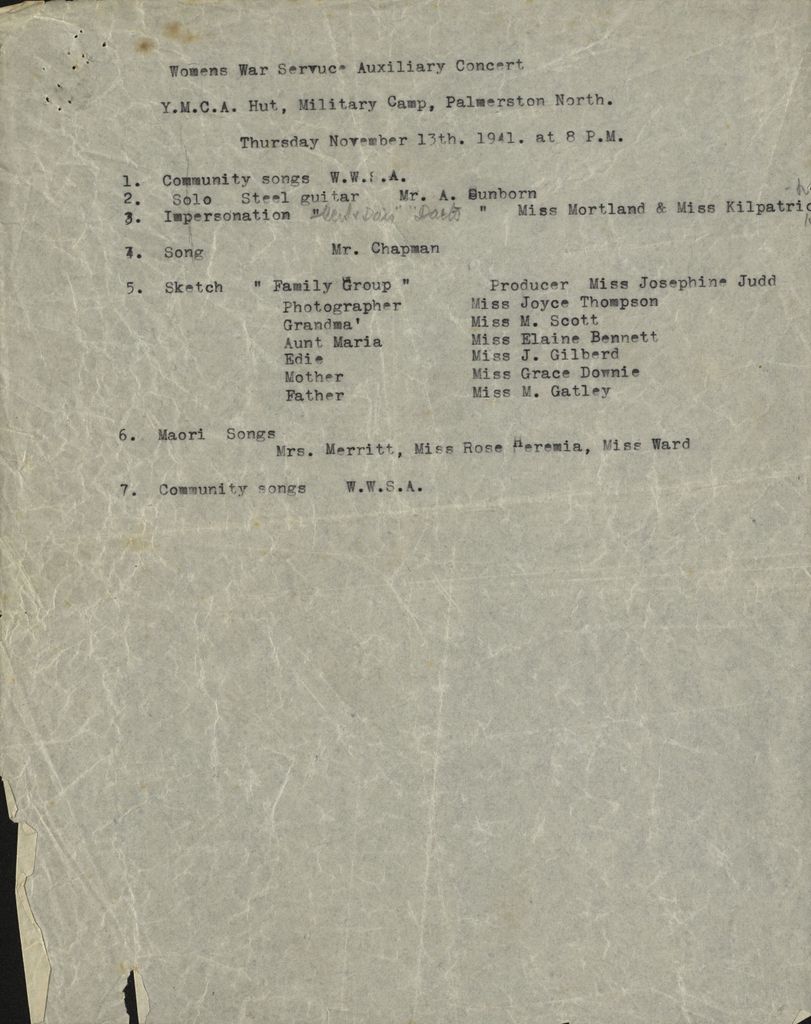 Womens War Servuce Auxiliary Concert
Y.M.C.A. Hut, Military Camp, Palmerston North.
Thursday November 13th. 1941. at 8 P.M.
1. Community songs W.W.S.A.
2. Solo Steel guitar Mr. A. Bunborn
3. Impersonation " " Miss Mortland & Miss Kilpatric
4. Song Mr. Chapman
5. Sketch " Family Group " Producer Miss Josephine Judd
Photographer Miss Joyce Thompson
Grandma' Miss M. Scott
Aunt Maria Miss Elaine Bennett
Edie Miss J. Gilberd
Mother Miss Grace Downie
Father Miss M. Gatley
6. Maori Songs
Mrs. Merritt, Miss Rose Heremia, Miss Ward
7. Community songs W.W.S.A.